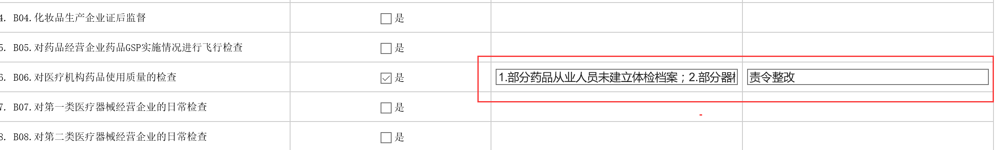 4. B04.化妆品生产企业证后监督 是
5. B05.对药品经营企业药品GSP实施情况进行飞行检查 是
6. B06.对医疗机构药品使用质量的检查 是 1.部分药品从业人员未建立体检档案；2.部分器 责令整改
7. B07.对第一类医疗器械经营企业的日常检查 是
8. B08.对第二类医疗器械经营企业的日常检查 是